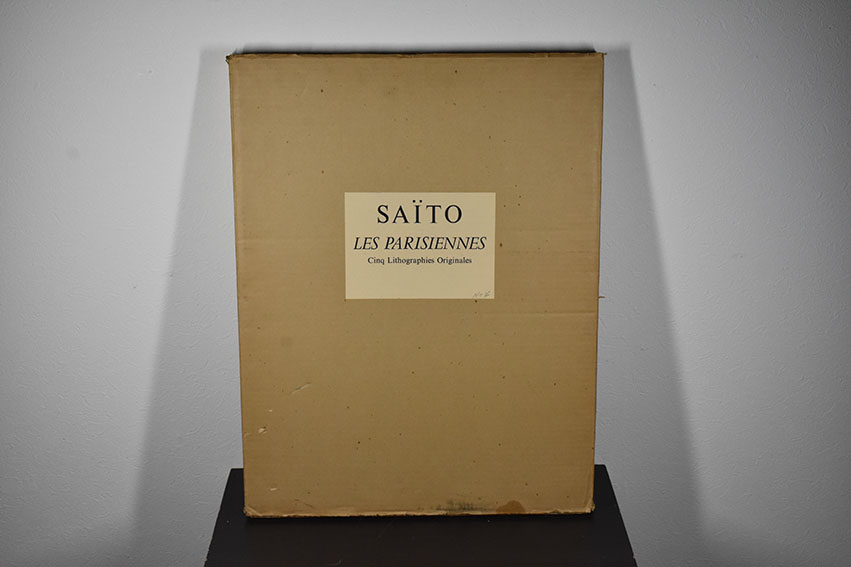 SAÏTO
LES PARISIENNES
Cinq Lithographies Originales